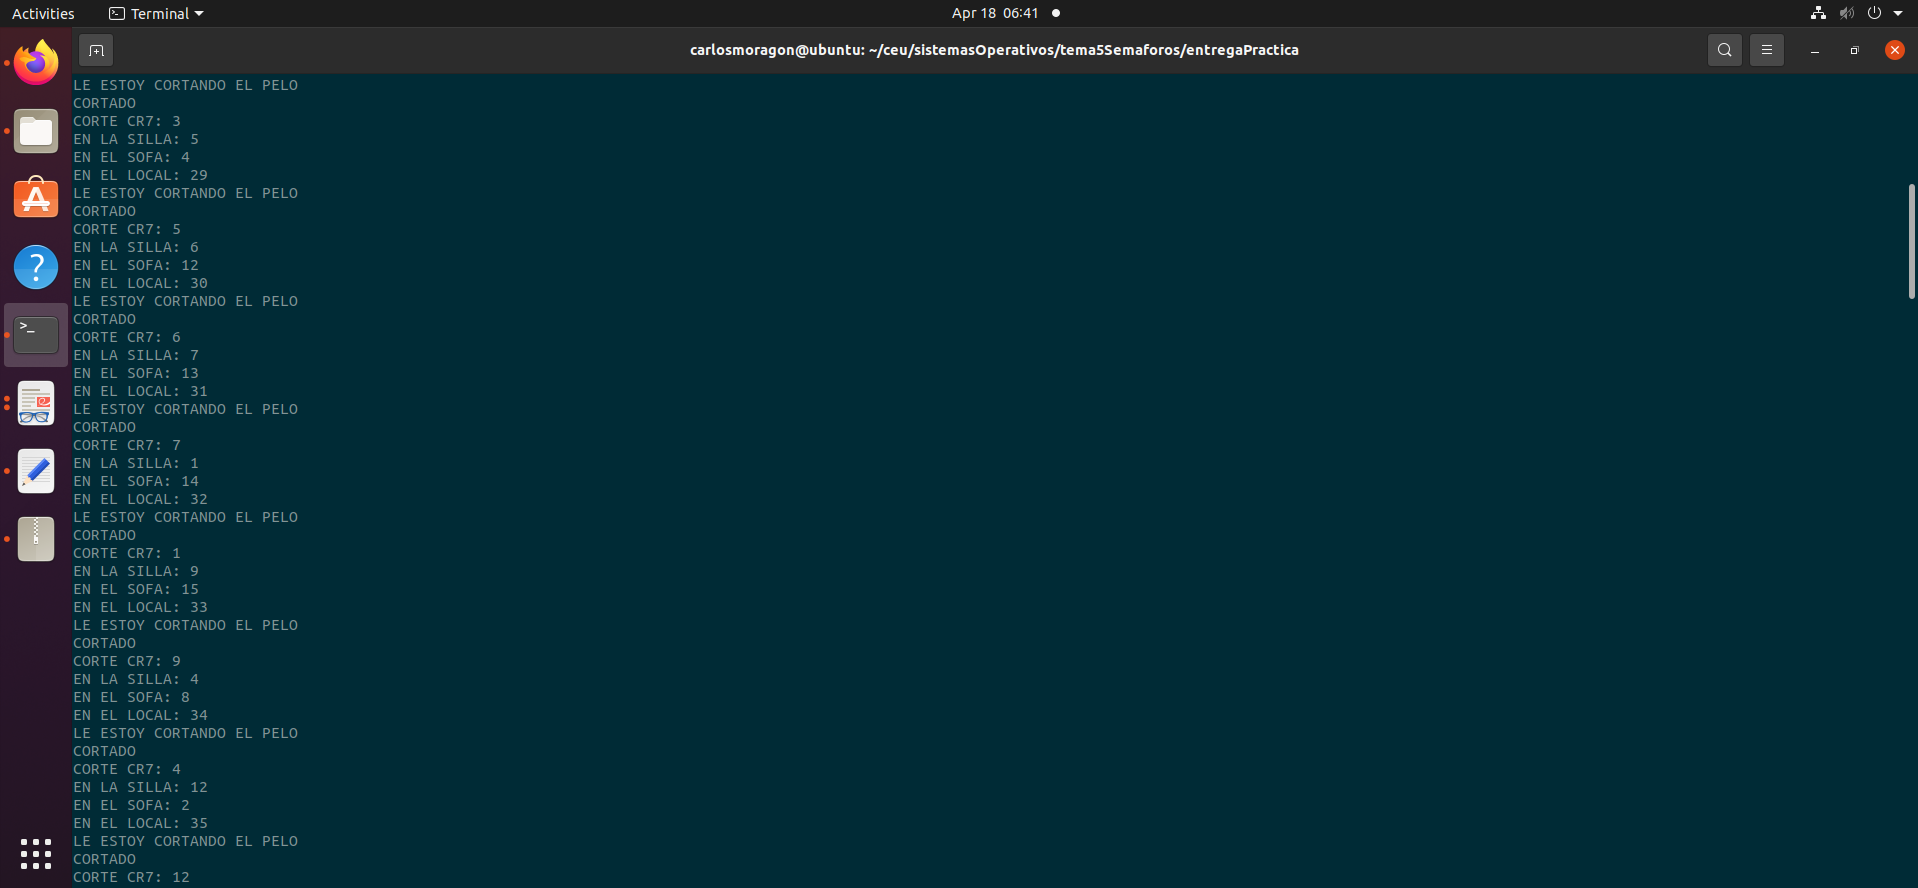 Activities Terminal Apr 18 06:41
carlosmoragon@ubuntu: ~/ceu/sistemasOperativos/tema5Semaforos/entregaPractica
LE ESTOY CORTANDO EL PELO
CORTADO
CORTE CR7: 3
EN LA SILLA: 5
EN EL SOFA: 4
EN EL LOCAL: 29
LE ESTOY CORTANDO EL PELO
CORTADO
CORTE CR7: 5
EN LA SILLA: 6
EN EL SOFA: 12
EN EL LOCAL: 30
LE ESTOY CORTANDO EL PELO
CORTADO
CORTE CR7: 6
EN LA SILLA: 7
EN EL SOFA: 13
EN EL LOCAL: 31
LE ESTOY CORTANDO EL PELO
CORTADO
CORTE CR7: 7
EN LA SILLA: 1
EN EL SOFA: 14
EN EL LOCAL: 32
LE ESTOY CORTANDO EL PELO
CORTADO
CORTE CR7: 1
EN LA SILLA: 9
EN EL SOFA: 15
EN EL LOCAL: 33
LE ESTOY CORTANDO EL PELO
CORTADO
CORTE CR7: 9
EN LA SILLA: 4
EN EL SOFA: 8
EN EL LOCAL: 34
LE ESTOY CORTANDO EL PELO
CORTADO
CORTE CR7: 4
EN LA SILLA: 12
EN EL SOFA: 2
EN EL LOCAL: 35
LE ESTOY CORTANDO EL PELO
CORTADO
CORTE CR7: 12